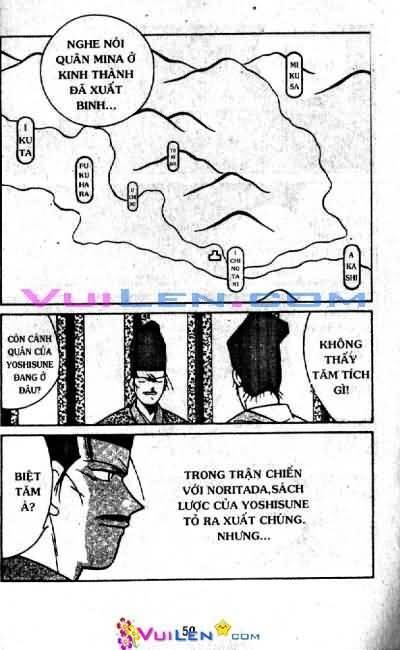 NGHE NÓI
QUÂN MINA Ở
KINH THÀNH
ĐÃ XUẤT
BINH...
MI
KU
SA
I
KU
TA
FU
KU
HA
RA
U
CHI
NO
I
CHI
NO
TA
NI
A
KA
SHI
VUILEN.COM
CÒN CÁNH
QUÂN CỦA
YOSHISUNE
ĐANG Ở
ĐÂU?
KHÔNG
THẤY
TĂM TÍCH
GÌ!
BIỆT
TĂM
À?
TRONG TRẬN CHIẾN
VỚI NORITADA,SÁCH
LƯỢC CỦA YOSHISUNE
TỎ RA XUẤT CHÚNG.
NHƯNG...
50
VUILEN.COM